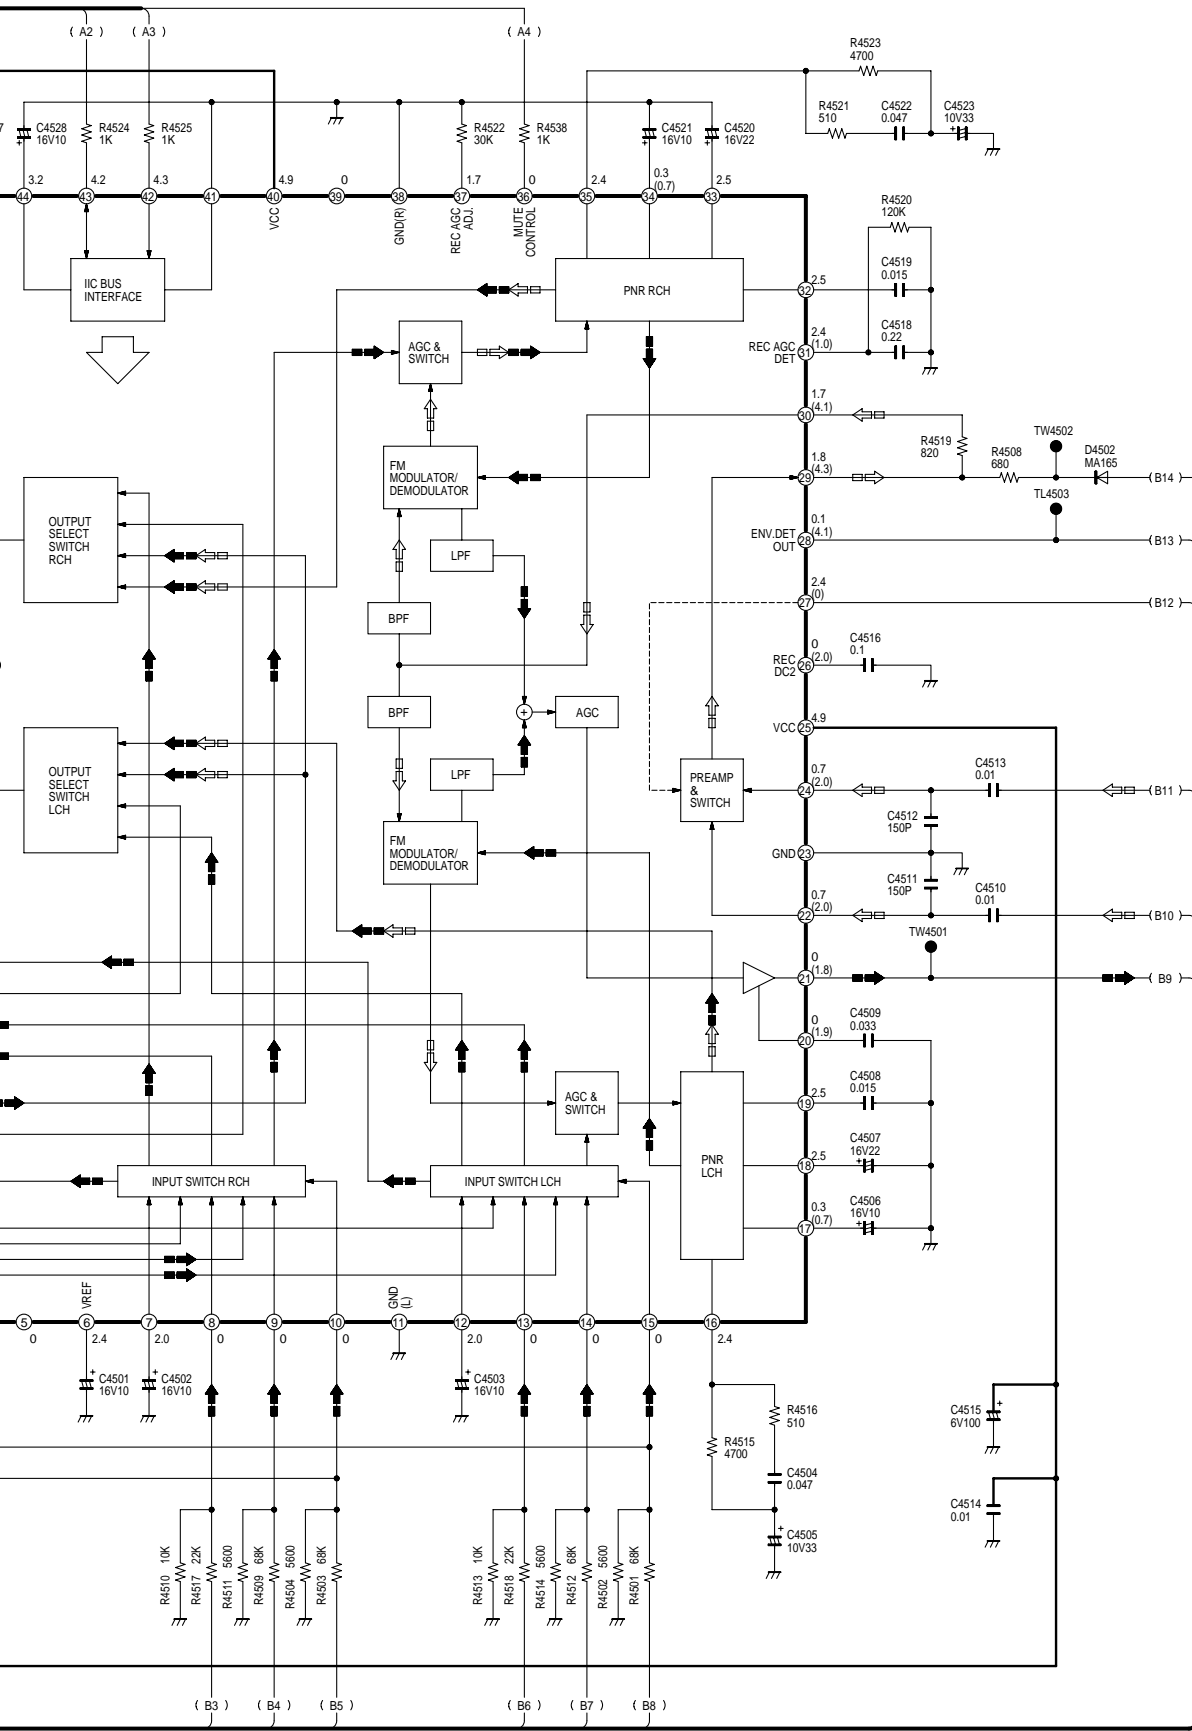 ( A2 )
( A3 )
( A4 )
R4523
4700
R4521
510
C4522
0.047
C4523
10V33
7
C4528
16V10
R4524
1K
R4525
1K
R4522
30K
R4538
1K
C4521
16V10
C4520
16V22
3.2
4.2
4.3
4.9
0
1.7
0
2.4
0.3
(0.7)
2.5
44
43
42
41
40
39
38
37
36
35
34
33
VCC
GND(R)
REC AGC
ADJ.
MUTE
CONTROL
R4520
120K
IIC BUS
INTERFACE
PNR RCH
32
2.5
C4519
0.015
AGC &
SWITCH
REC AGC
DET
31
2.4
(1.0)
C4518
0.22
30
1.7
(4.1)
R4519
820
R4508
680
TW4502
D4502
MA165
FM
MODULATOR/
DEMODULATOR
29
1.8
(4.3)
( B14 )
TL4503
OUTPUT
SELECT
SWITCH
RCH
LPF
ENV.DET
OUT
28
0.1
(4.1)
( B13 )
BPF
27
2.4
(0)
( B12 )
REC
DC2
26
0
(2.0)
C4516
0.1
BPF
+
AGC
VCC
25
4.9
OUTPUT
SELECT
SWITCH
LCH
LPF
PREAMP
&
SWITCH
24
0.7
(2.0)
C4513
0.01
( B11 )
C4512
150P
FM
MODULATOR/
DEMODULATOR
GND
23
C4511
150P
C4510
0.01
22
0.7
(2.0)
( B10 )
TW4501
21
0
(1.8)
( B9 )
20
0
(1.9)
C4509
0.033
AGC &
SWITCH
19
2.5
C4508
0.015
PNR
LCH
18
2.5
C4507
16V22
+
INPUT SWITCH RCH
INPUT SWITCH LCH
17
0.3
(0.7)
C4506
16V10
+
VREF
GND
(L)
5
6
7
8
9
10
11
12
13
14
15
16
0
2.4
2.0
0
0
0
2.0
0
0
0
2.4
C4501
16V10
+
C4502
16V10
+
C4503
16V10
+
R4516
510
C4515
6V100
+
R4515
4700
C4504
0.047
C4514
0.01
C4505
10V33
+
R4510 10K
R4517 22K
R4511 5600
R4509 68K
R4504 5600
R4503 68K
R4513 10K
R4518 22K
R4514 5600
R4512 68K
R4502 5600
R4501 68K
( B3 )
( B4 )
( B5 )
( B6 )
( B7 )
( B8 )